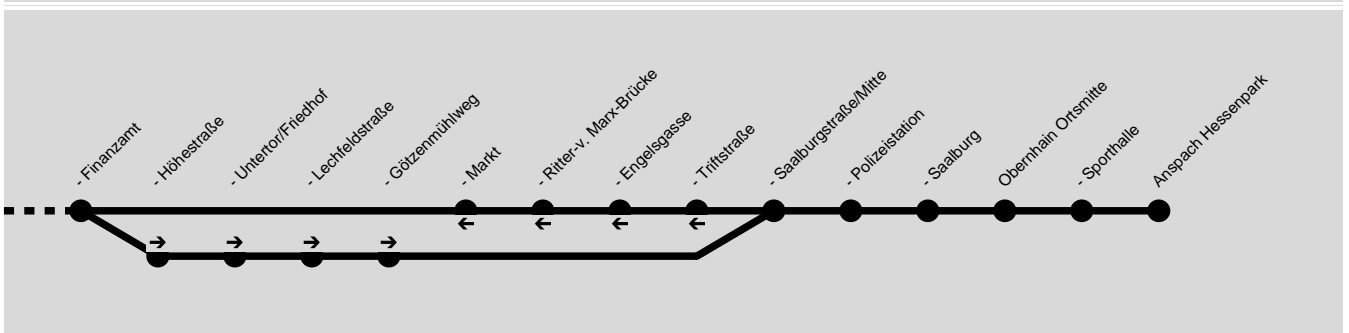 - Finanzamt
- Höhestraße
- Untertor/Friedhof
- Lechfeldstraße
- Götzenmühlweg
- Markt
- Ritter-v. Marx-Brücke
- Engelsgasse
- Triftstraße
- Saalburgstraße/Mitte
- Polizeistation
- Saalburg
Obernhain Ortsmitte
- Sporthalle
Anspach Hessenpark